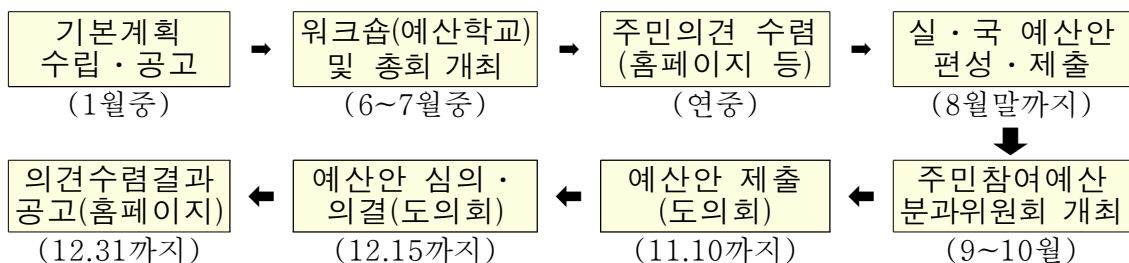 기본계획
수립·공고
(1월중)
➡
워크숍(예산학교)
및 총회 개최
(6~7월중)
➡
주민의견 수렴
(홈페이지 등)
(연중)
➡
실·국 예산안
편성·제출
(8월말까지)
⬇
주민참여예산
분과위원회 개최
(9~10월)
⬅
예산안 제출
(도의회)
(11.10까지)
⬅
예산안 심의·
의결(도의회)
(12.15까지)
⬅
의견수렴결과
공고(홈페이지)
(12.31까지)